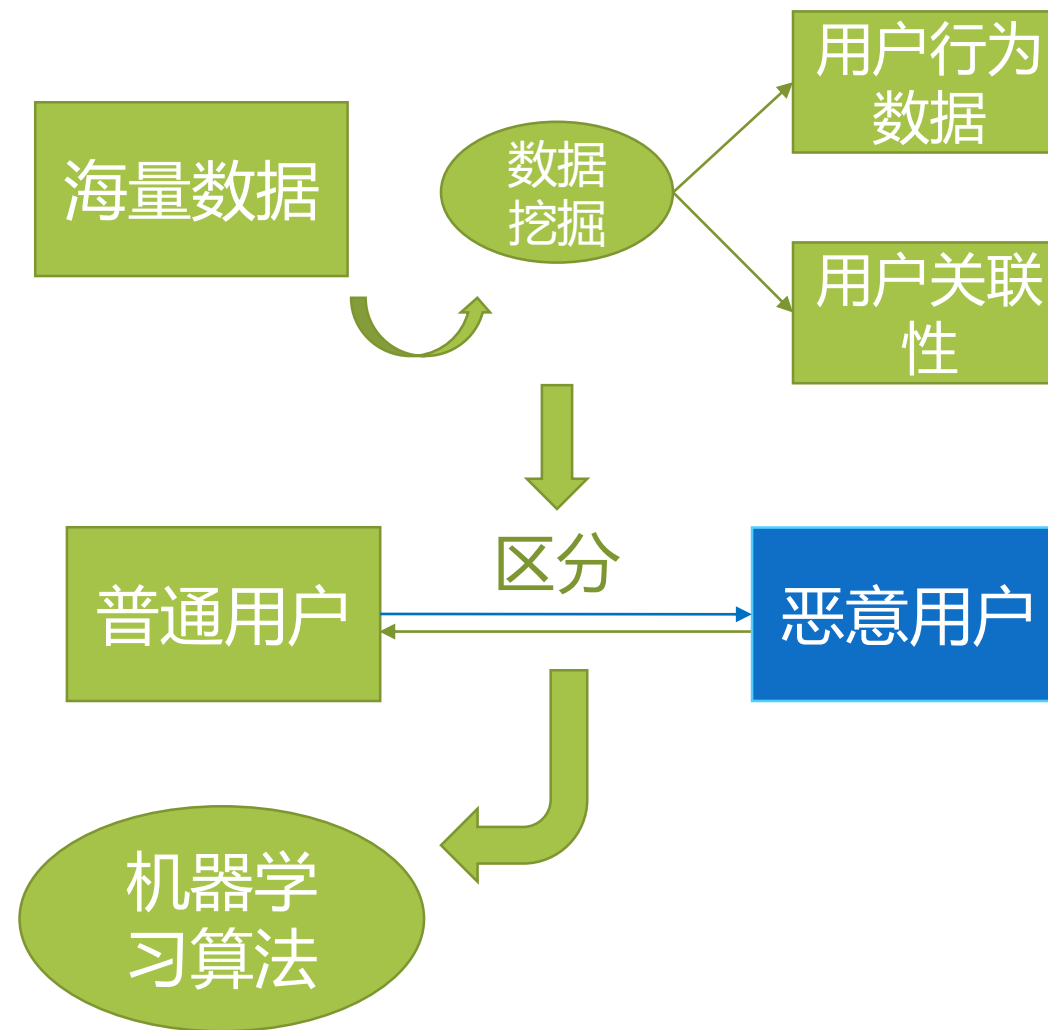 海量数据
数据
挖掘
用户行为
数据
用户关联
性
区分
普通用户
恶意用户
机器学
习算法